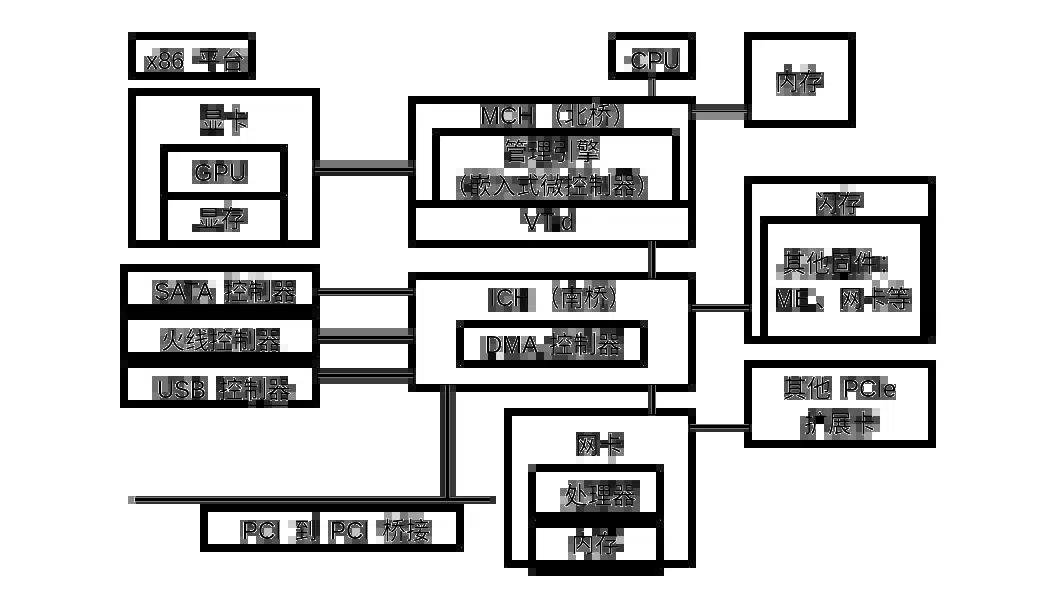 x86 平台
CPU
内存
显卡
GPU
显存
MCH （北桥）
管理引擎
（嵌入式微控制器）
VT-d
闪存
其他固件：
ME、网卡等
SATA 控制器
火线控制器
USB 控制器
ICH （南桥）
DMA 控制器
其他 PCIe
扩展卡
网卡
处理器
内存
PCI 到 PCI 桥接